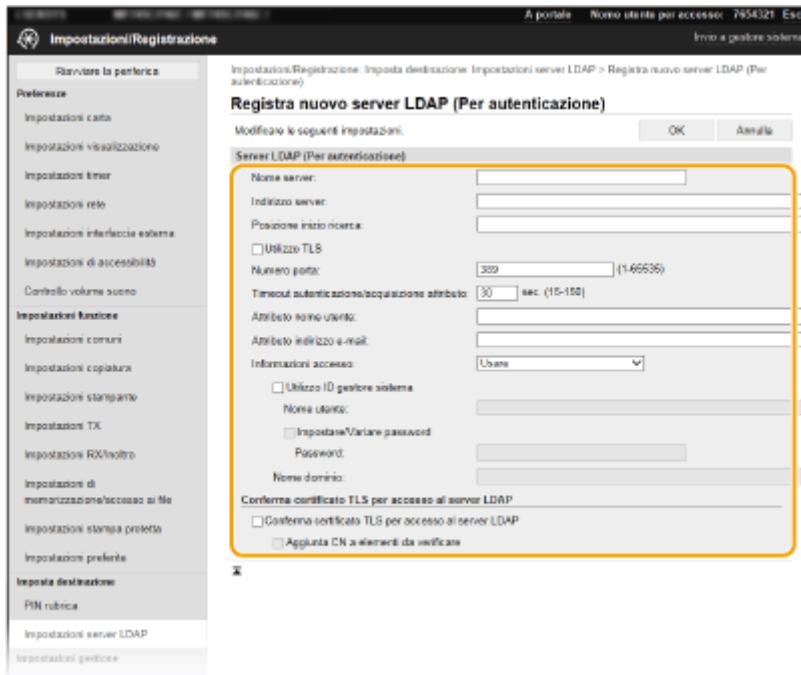 A portale Nome utente per accesso: 7654321 Esc
Impostazioni/Registrazione
Invio a gestore sistema
Riavviare la periferica
Preferenze
Impostazioni carta
Impostazioni visualizzazione
Impostazioni timer
Impostazioni rete
Impostazioni interfaccia esterna
Impostazioni di accessibilità
Controllo volume suono
Impostazioni funzione
Impostazioni comuni
Impostazioni copiatura
Impostazioni stampante
Impostazioni TX
Impostazioni RX/Inoltro
Impostazioni di
memorizzazione/accesso ai file
Impostazioni stampa protetta
Impostazioni preferite
Imposta destinazione
PIN rubrica
Impostazioni server LDAP
Impostazioni gestione
Impostazioni/Registrazione: Imposta destinazione: Impostazioni server LDAP > Registra nuovo server LDAP (Per
autenticazione)
Registra nuovo server LDAP (Per autenticazione)
Modificare le seguenti impostazioni.
OK Annulla
Server LDAP (Per autenticazione)
Nome server:
Indirizzo server:
Posizione inizio ricerca:
Utilizzo TLS
Numero porta: 389 (1-65535)
Timeout autenticazione/acquisizione attributo: 30 sec. (15-150)
Attributo nome utente:
Attributo indirizzo e-mail:
Informazioni accesso: Usare
Utilizzo ID gestore sistema
Nome utente:
Impostare/Variare password
Password:
Nome dominio:
Conferma certificato TLS per accesso al server LDAP
Conferma certificato TLS per accesso al server LDAP
Aggiunta CN a elementi da verificare